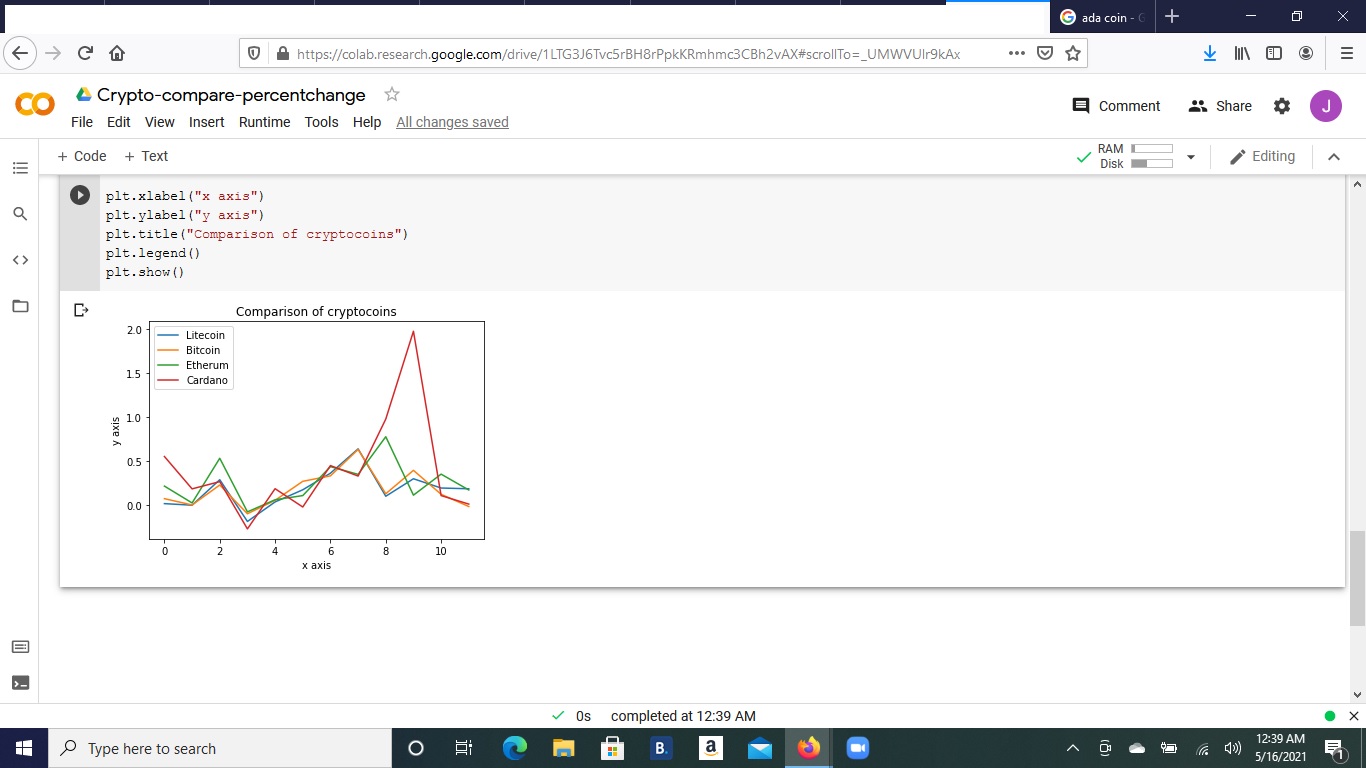 ada coin - G
https://colab.research.google.com/drive/1LTG3J6Tvc5rBH8rPpkKRmhmc3CBh2vAX#scrollTo=_UMWVUlr9kAx
Crypto-compare-percentchange
Comment
Share
J
File Edit View Insert Runtime Tools Help All changes saved
+ Code + Text
RAM
Disk
Editing
plt.xlabel("x axis")
plt.ylabel("y axis")
plt.title("Comparison of cryptocoins")
plt.legend()
plt.show()
Comparison of cryptocoins
Litecoin
Bitcoin
Etherum
Cardano
2.0
1.5
1.0
0.5
0.0
y axis
0 2 4 6 8 10
x axis
0s completed at 12:39 AM
Type here to search
B.
a
12:39 AM
5/16/2021
1